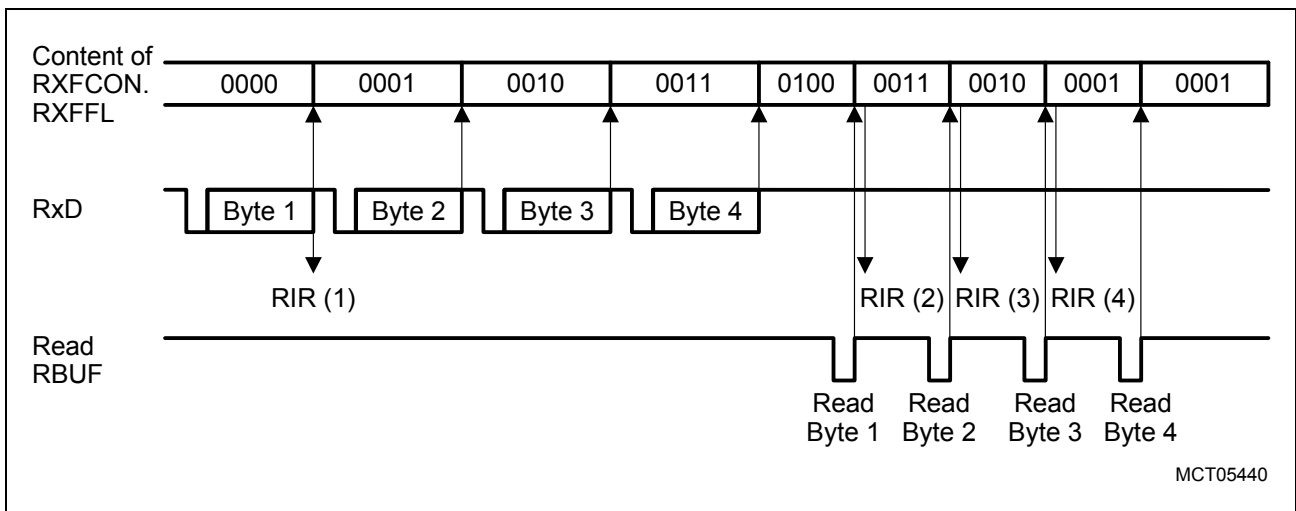 Content of
RXFCON.
RXFFL
0000 0001 0010 0011 0100 0011 0010 0001 0001
RxD
Byte 1 Byte 2 Byte 3 Byte 4
RIR (1) RIR (2) RIR (3) RIR (4)
Read
RBUF
Read Read Read Read
Byte 1 Byte 2 Byte 3 Byte 4
MCT05440